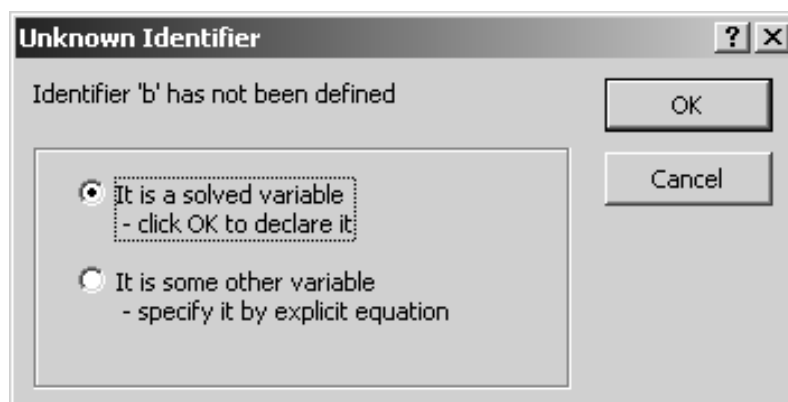 Unknown Identifier
Identifier 'b' has not been defined
OK
Cancel
It is a solved variable
- click OK to declare it
It is some other variable
- specify it by explicit equation